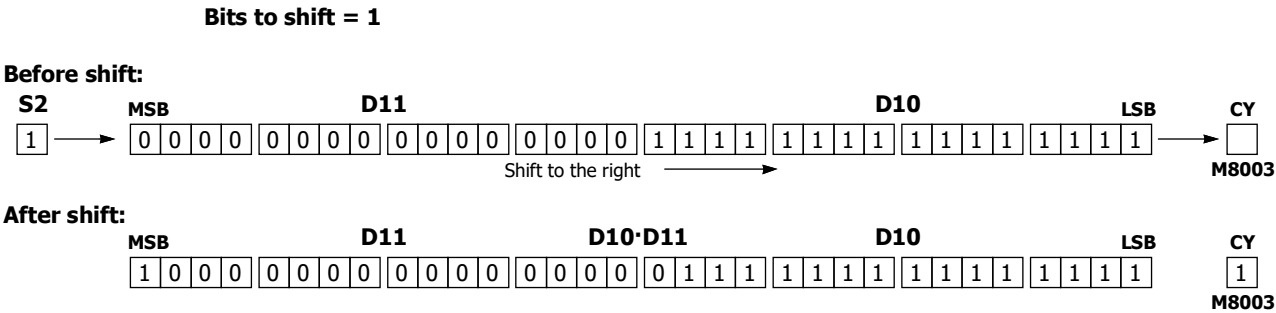 Bits to shift = 1
Before shift:
S2 MSB D11 D10 LSB CY
1 0 0 0 0 0 0 0 0 0 0 0 0 0 0 0 0 1 1 1 1 1 1 1 1 1 1 1 1 1 1 1 1
Shift to the right M8003
After shift:
MSB D11 D10·D11 D10 LSB CY
1 0 0 0 0 0 0 0 0 0 0 0 0 0 0 0 0 1 1 1 1 1 1 1 1 1 1 1 1 1 1 1 1
M8003